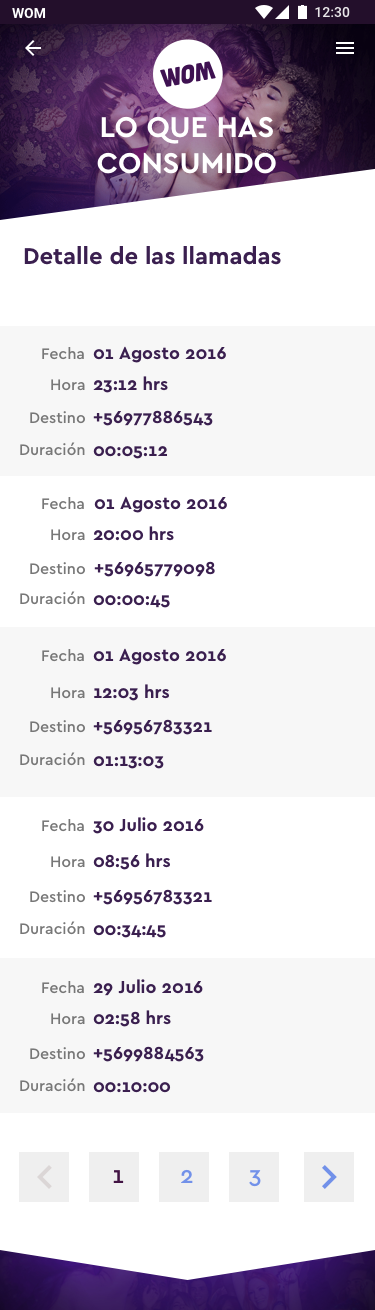 WOM 12:30
WOM
LO QUE HAS
CONSUMIDO
Detalle de las llamadas
Fecha 01 Agosto 2016
Hora 23:12 hrs
Destino +56977886543
Duración 00:05:12
Fecha 01 Agosto 2016
Hora 20:00 hrs
Destino +56965779098
Duración 00:00:45
Fecha 01 Agosto 2016
Hora 12:03 hrs
Destino +56956783321
Duración 01:13:03
Fecha 30 Julio 2016
Hora 08:56 hrs
Destino +56956783321
Duración 00:34:45
Fecha 29 Julio 2016
Hora 02:58 hrs
Destino +5699884563
Duración 00:10:00
1 2 3